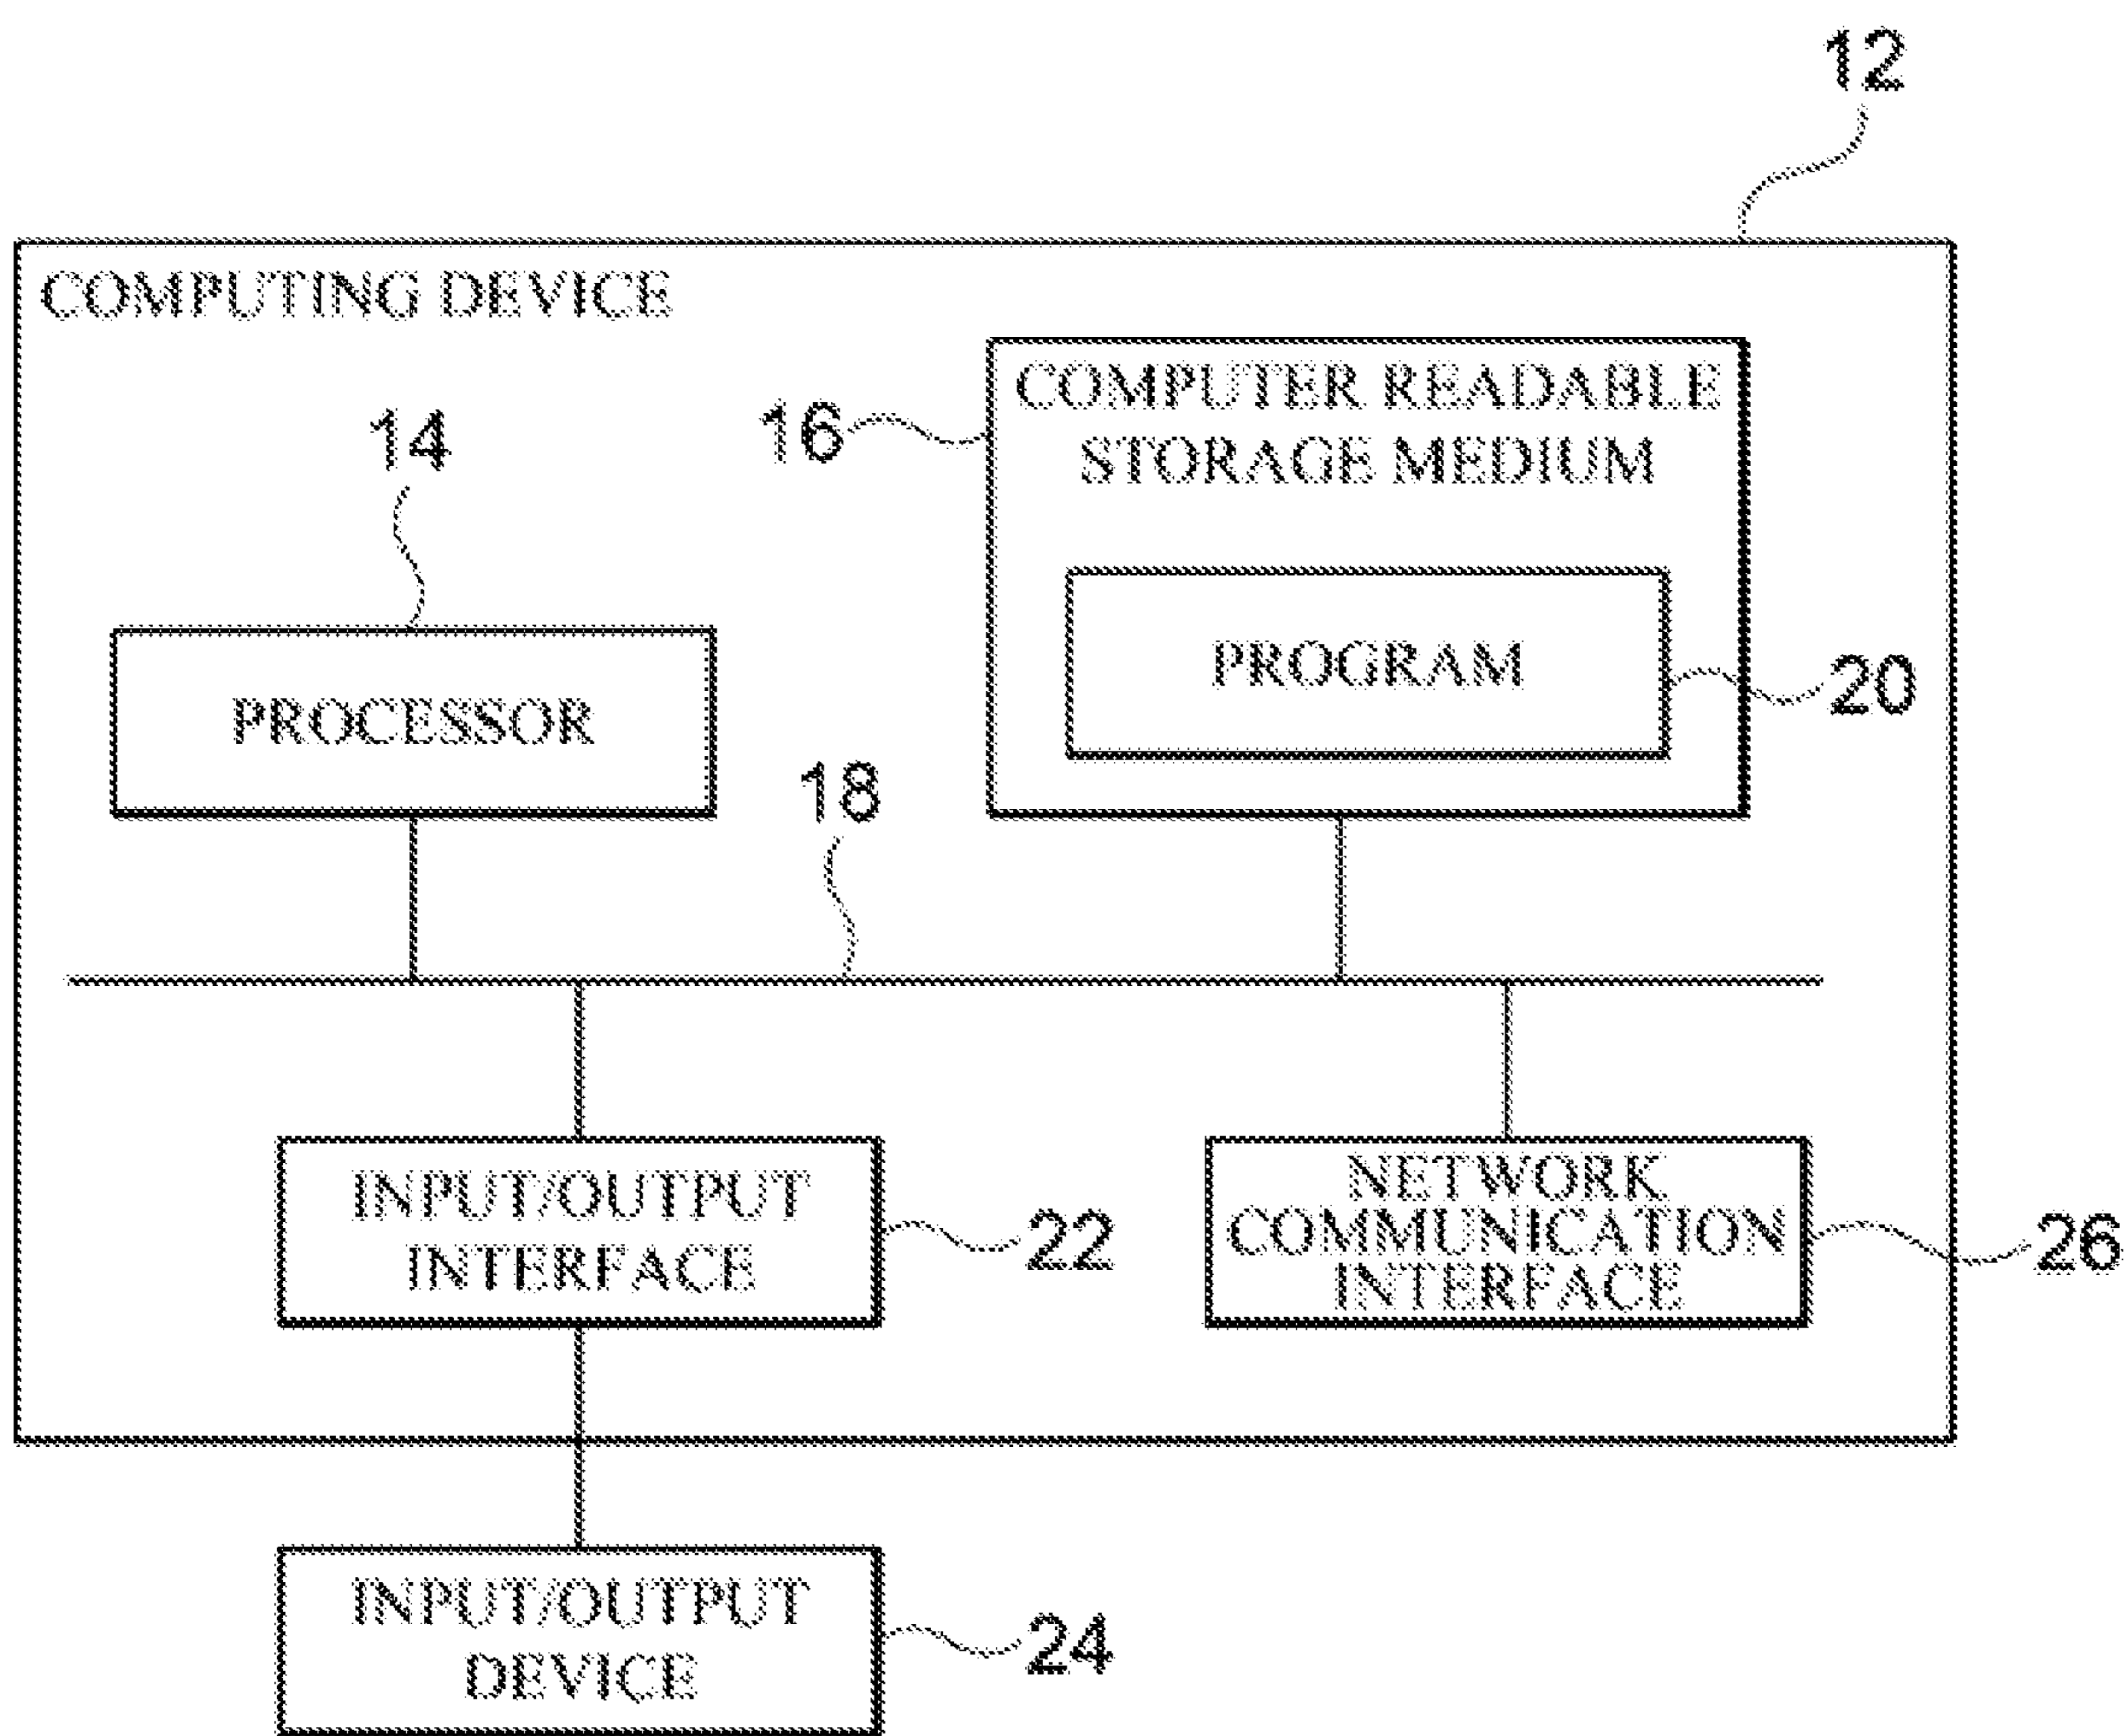 12
COMPUTING DEVICE
COMPUTER READABLE
STORAGE MEDIUM
16
14
PROGRAM
20
PROCESSOR
18
INPUT/OUTPUT
INTERFACE
22
NETWORK
COMMUNICATION
INTERFACE
26
INPUT/OUTPUT
DEVICE
24